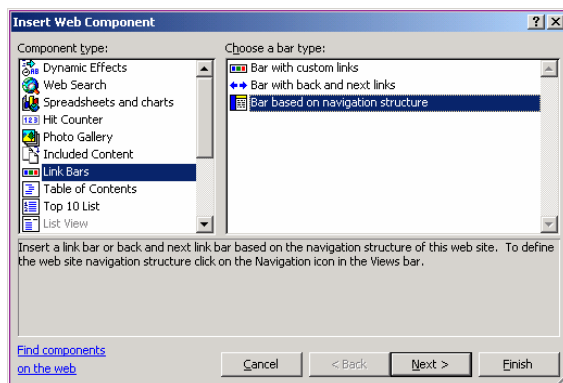 Insert Web Component
Component type:
Dynamic Effects
Web Search
Spreadsheets and charts
Hit Counter
Photo Gallery
Included Content
Link Bars
Table of Contents
Top 10 List
List View
Choose a bar type:
Bar with custom links
Bar with back and next links
Bar based on navigation structure
Insert a link bar or back and next link bar based on the navigation structure of this web site. To define
the web site navigation structure click on the Navigation icon in the Views bar.
Find components
on the web
Cancel
< Back
Next >
Finish